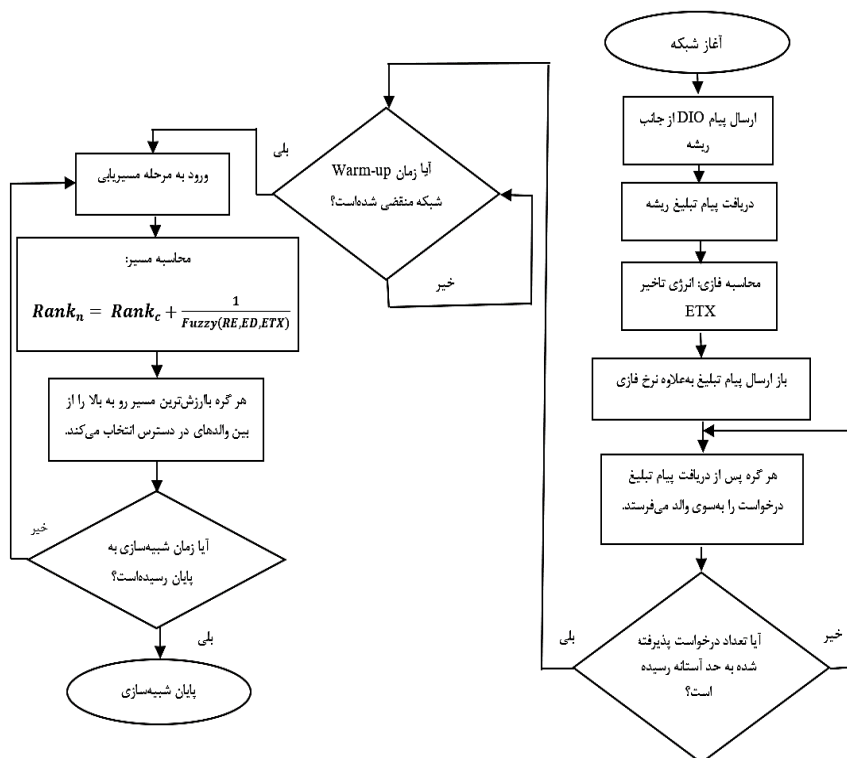 آغاز شبکه
ارسال پیام DIO از جانب
ریشه
دریافت پیام تبلیغ ریشه
محاسبه فازی: انرژی تاخیر
ETX
باز ارسال پیام تبلیغ به‌علاوه نرخ فازی
هر گره پس از دریافت پیام تبلیغ
درخواست را به‌سوی والد می‌فرستد.
آیا تعداد درخواست پذیرفته
شده به حد آستانه رسیده
است؟
خیر
بلی
آیا زمان Warm-up
شبکه منقضی شده‌است؟
خیر
بلی
ورود به مرحله مسیریابی
محاسبه مسیر:
Rank_n = Rank_c + 1/Fuzzy(RE,ED,ETX)
هر گره باارزش‌ترین مسیر رو به بالا را از
بین والدهای در دسترس انتخاب می‌کند.
آیا زمان شبیه‌سازی به
پایان رسیده‌است؟
خیر
بلی
پایان شبیه‌سازی